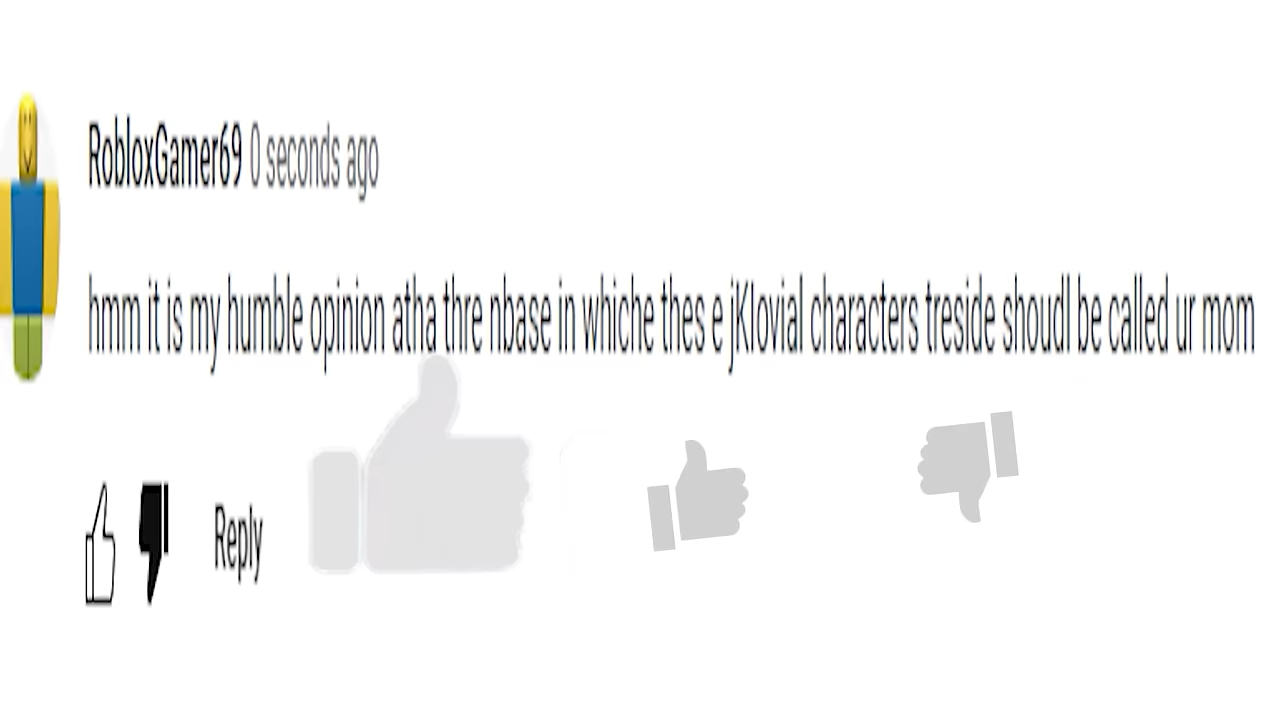 RobloxGamer69 0 seconds ago
hmm it is my humble opinion atha thre nbase in whiche thes e jKlovial characters treside shoudl be called ur mom
Reply